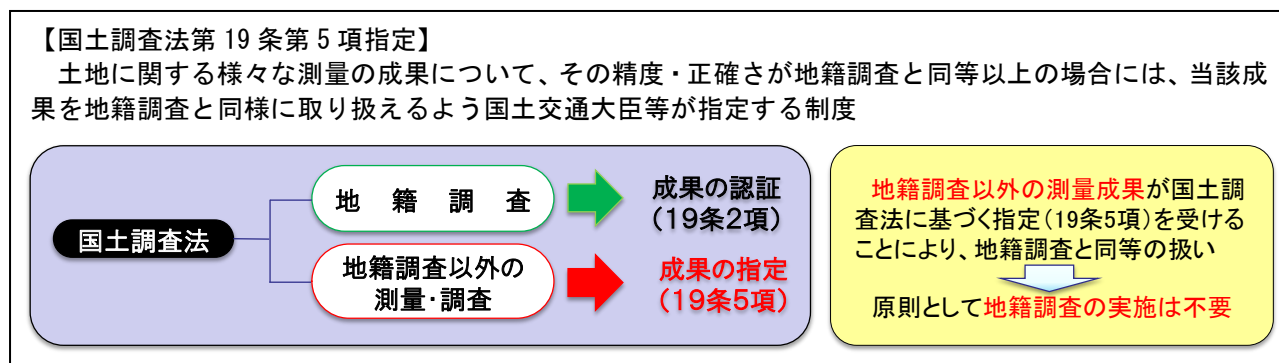 【国土調査法第 19 条第 5 項指定】
　土地に関する様々な測量の成果について、その精度・正確さが地籍調査と同等以上の場合には、当該成
果を地籍調査と同様に取り扱えるよう国土交通大臣等が指定する制度
国土調査法
地　籍　調　査
成果の認証
（19条2項）
地籍調査以外の
測量・調査
成果の指定
（19条5項）
地籍調査以外の測量成果が国土調
査法に基づく指定（19条5項）を受ける
ことにより、地籍調査と同等の扱い
原則として地籍調査の実施は不要